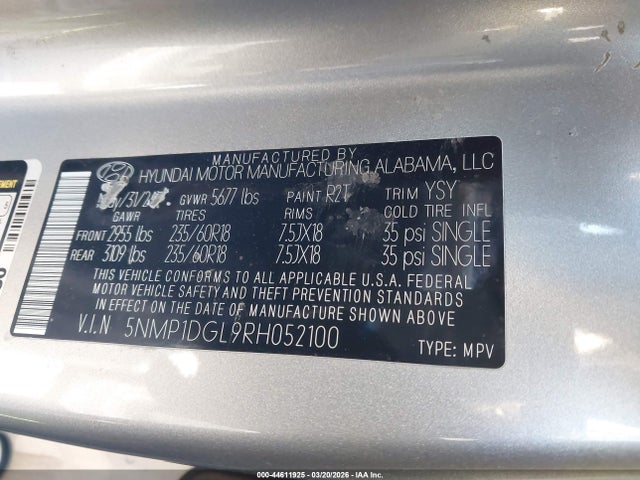 MANUFACTURED BY
HYUNDAI MOTOR MANUFACTURING ALABAMA, LLC
GVWR 5677 lbs PAINT R2T TRIM YSY
GAWR TIRES RIMS COLD TIRE INFL
FRONT 2955 lbs 235/60R18 7.5JX18 35 psi SINGLE
REAR 3109 lbs 235/60R18 7.5JX18 35 psi SINGLE
THIS VEHICLE CONFORMS TO ALL APPLICABLE U.S.A. FEDERAL
MOTOR VEHICLE SAFETY AND THEFT PREVENTION STANDARDS
IN EFFECT ON THE DATE OF MANUFACTURE SHOWN ABOVE.
V.I.N 5NMP1DGL9RH052100
TYPE: MPV
#000-44611925 - 03/20/2026 - © IAA Inc.